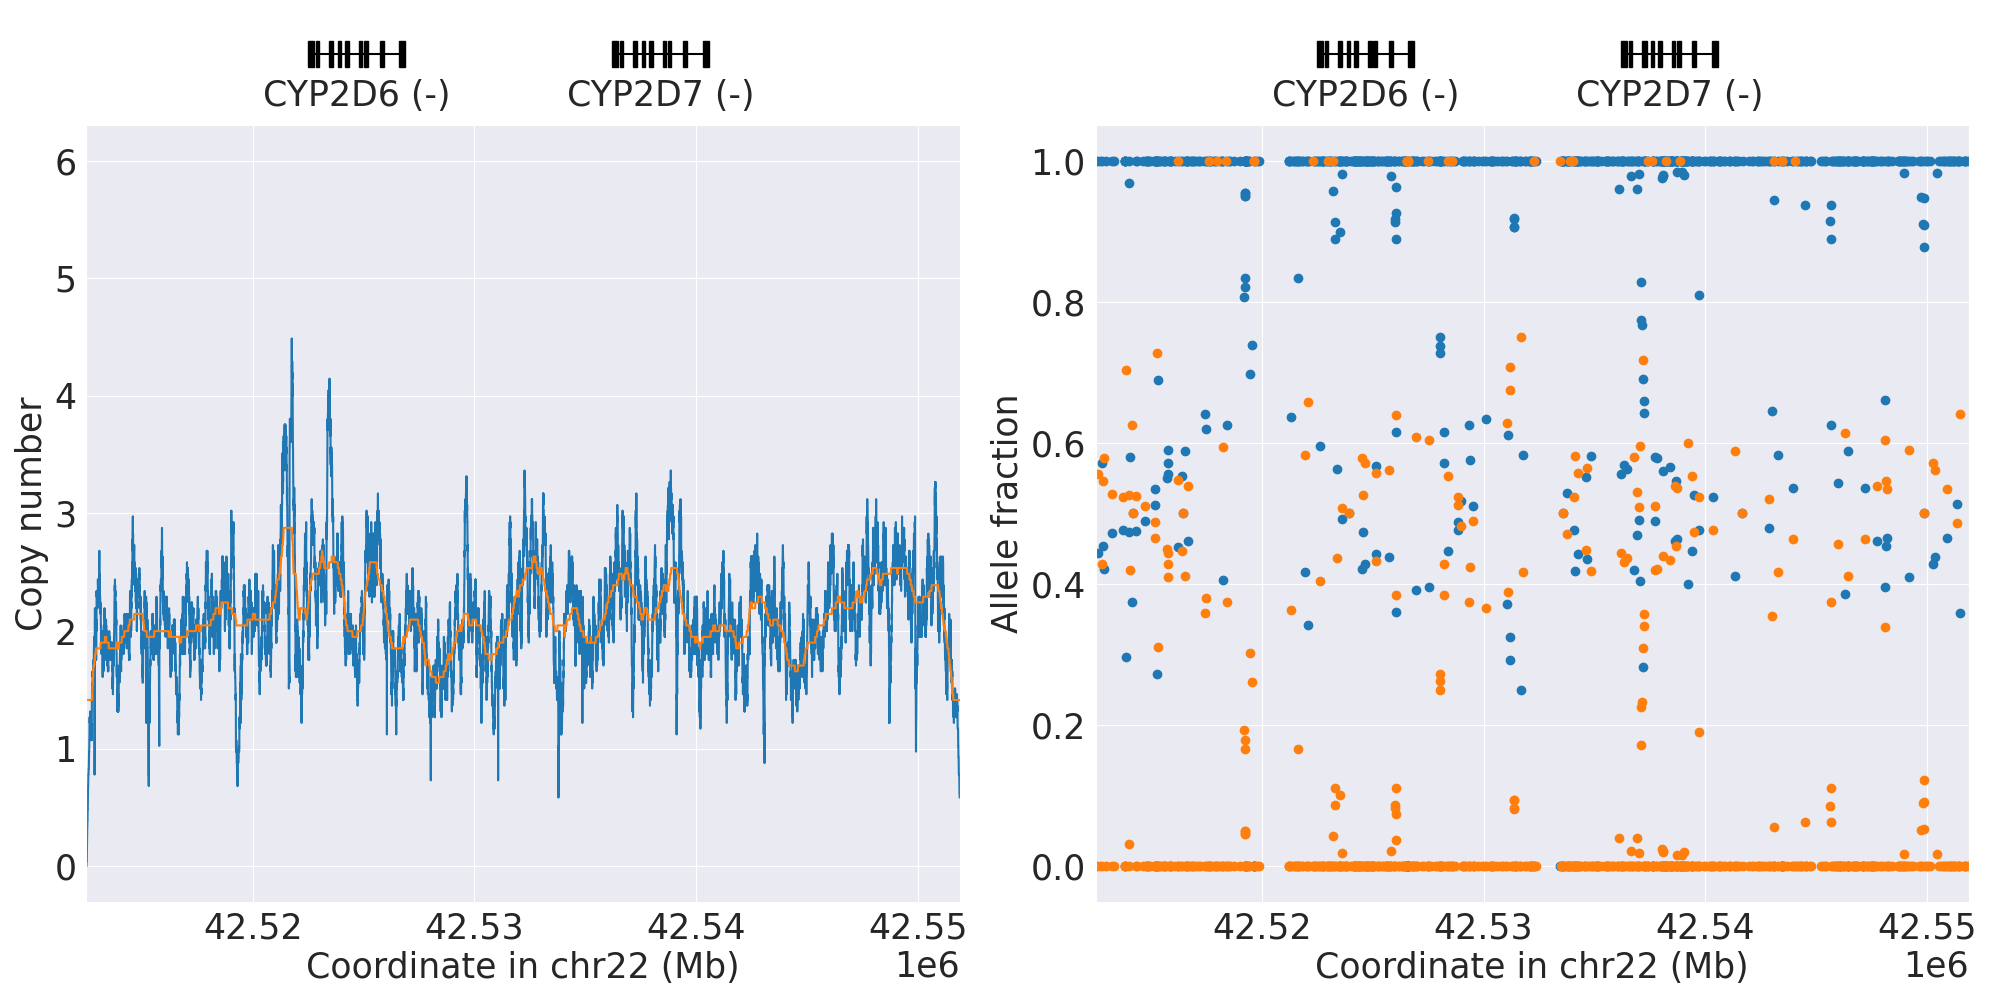 CYP2D6 (-)
CYP2D7 (-)
6
5
4
3
2
1
0
Copy number
42.52
42.53
42.54
42.55
Coordinate in chr22 (Mb)
1e6
CYP2D6 (-)
CYP2D7 (-)
1.0
0.8
0.6
0.4
0.2
0.0
Allele fraction
42.52
42.53
42.54
42.55
Coordinate in chr22 (Mb)
1e6